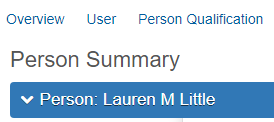 Overview User Person Qualification
Person Summary
Person: Lauren M Little